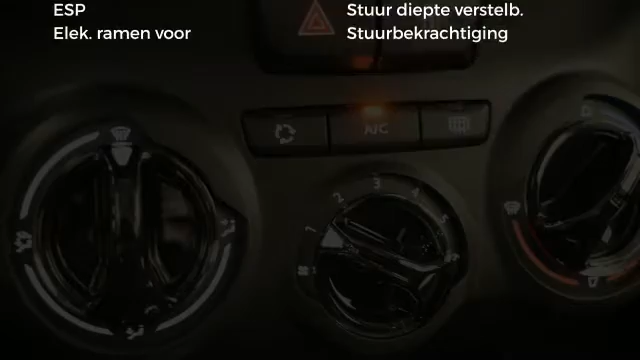 ESP
Elek. ramen voor
Stuur diepte verstelb.
Stuurbekrachtiging
A/C
1
2
3
4
5